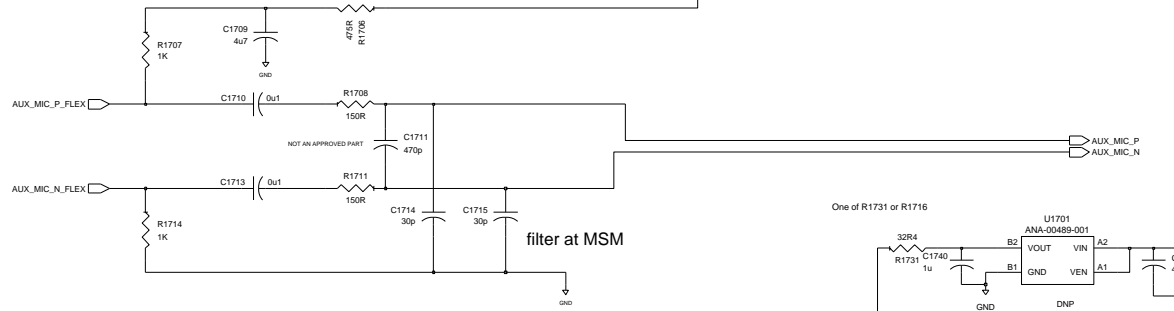 C1709
4u7
GND
475R
R1706
R1707
1K
AUX_MIC_P_FLEX
C1710
0u1
R1708
150R
NOT AN APPROVED PART
C1711
470p
AUX_MIC_P
AUX_MIC_N
AUX_MIC_N_FLEX
C1713
0u1
R1711
150R
R1714
1K
C1714
30p
C1715
30p
filter at MSM
GND
One of R1731 or R1716
U1701
ANA-00489-001
32R4
R1731
C1740
1u
B2
VOUT
VIN
A2
B1
GND
VEN
A1
GND
DNP